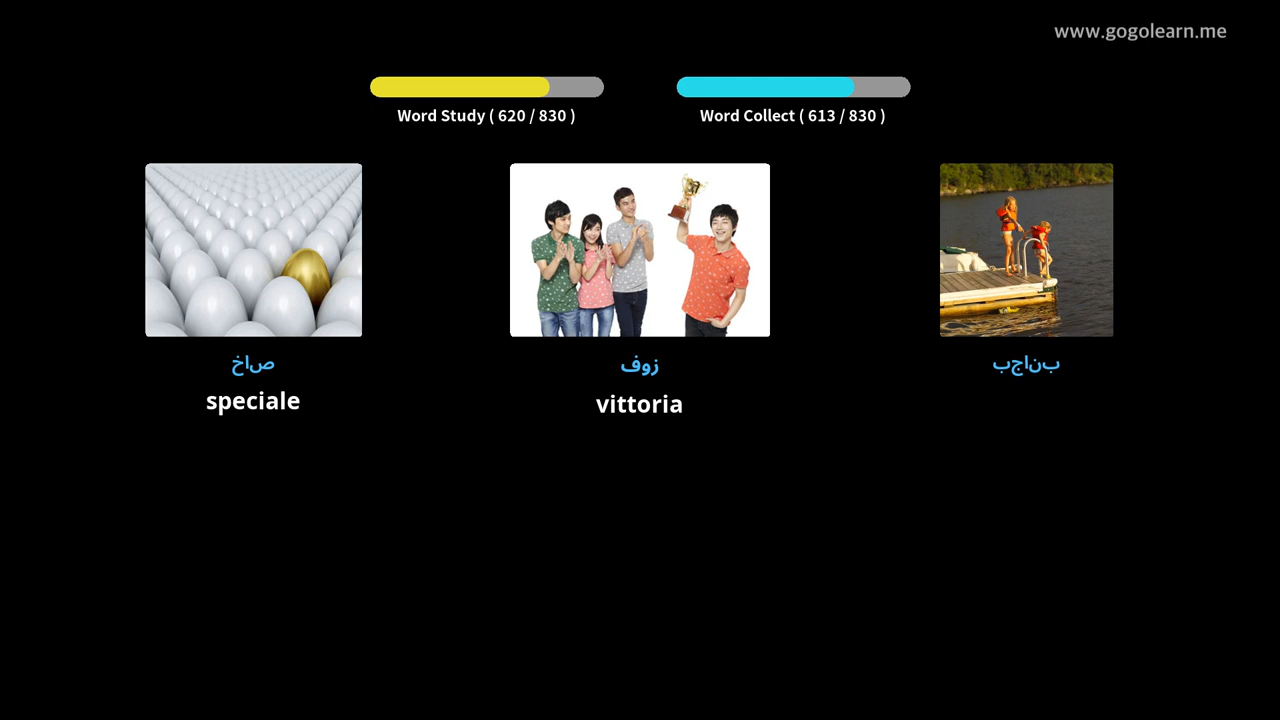 www.gogolearn.me
Word Study ( 620 / 830 )
Word Collect ( 613 / 830 )
خاص
speciale
فوز
vittoria
بجانب